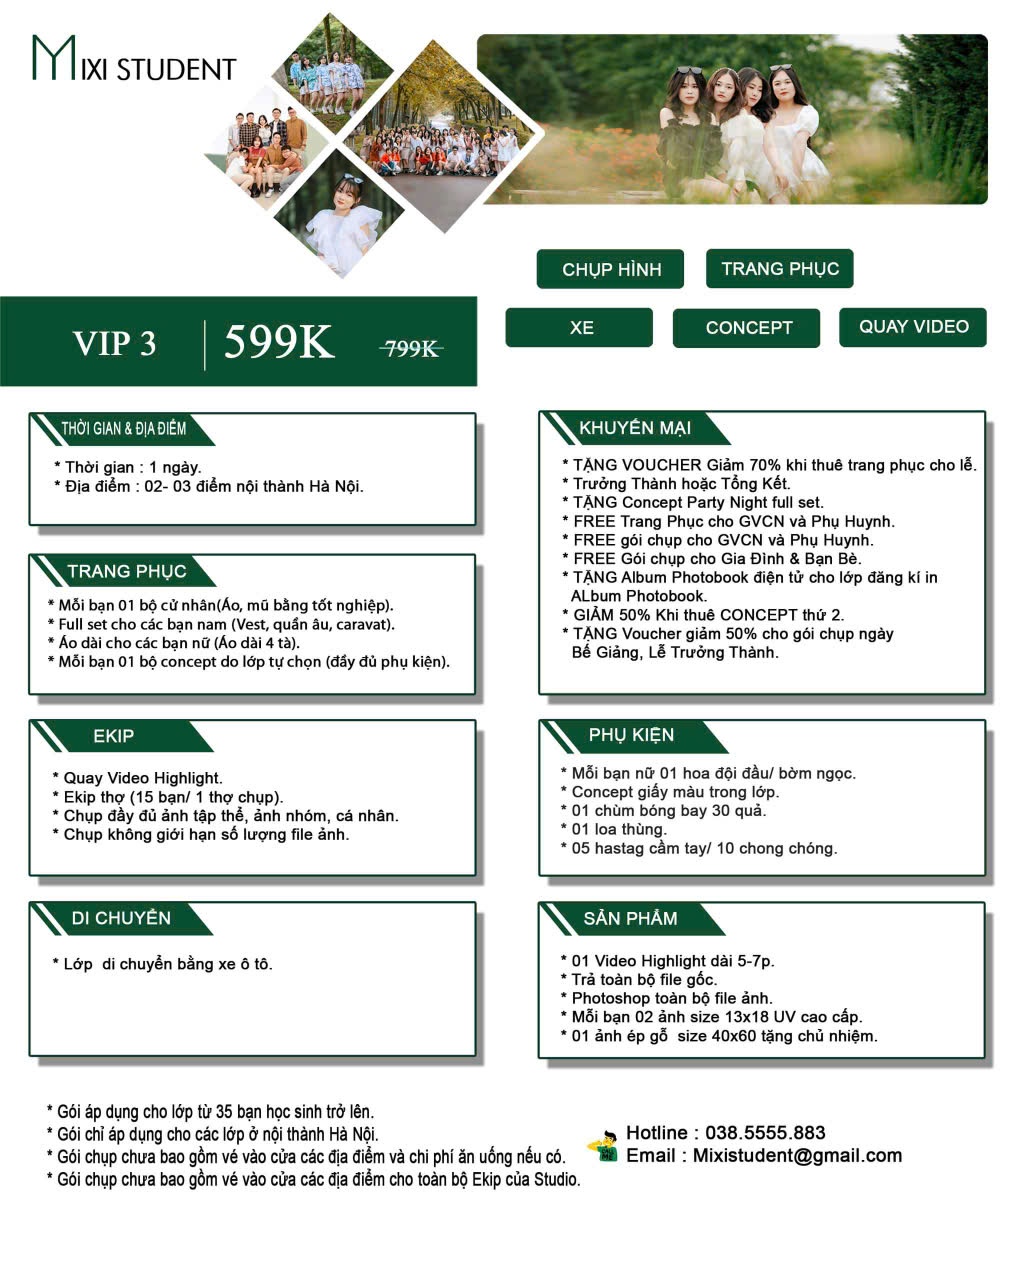 MIXI STUDENT
CHỤP HÌNH
TRANG PHỤC
XE
CONCEPT
QUAY VIDEO
VIP 3
599K
799K
THỜI GIAN & ĐỊA ĐIỂM
* Thời gian : 1 ngày.
* Địa điểm : 02- 03 điểm nội thành Hà Nội.
TRANG PHỤC
* Mỗi bạn 01 bộ cử nhân(Áo, mũ bằng tốt nghiệp).
* Full set cho các bạn nam (Vest, quần âu, caravat).
* Áo dài cho các bạn nữ (Áo dài 4 tà).
* Mỗi bạn 01 bộ concept do lớp tự chọn (đầy đủ phụ kiện).
EKIP
* Quay Video Highlight.
* Ekip thợ (15 bạn/ 1 thợ chụp).
* Chụp đầy đủ ảnh tập thể, ảnh nhóm, cá nhân.
* Chụp không giới hạn số lượng file ảnh.
DI CHUYỂN
* Lớp  di chuyển bằng xe ô tô.
KHUYẾN MẠI
* TẶNG VOUCHER Giảm 70% khi thuê trang phục cho lễ.
* Trưởng Thành hoặc Tổng Kết.
* TẶNG Concept Party Night full set.
* FREE Trang Phục cho GVCN và Phụ Huynh.
* FREE gói chụp cho GVCN và Phụ Huynh.
* FREE Gói chụp cho Gia Đình & Bạn Bè.
* TẶNG Album Photobook điện tử cho lớp đăng kí in
ALbum Photobook.
* GIẢM 50% Khi thuê CONCEPT thứ 2.
* TẶNG Voucher giảm 50% cho gói chụp ngày
Bế Giảng, Lễ Trưởng Thành.
PHỤ KIỆN
* Mỗi bạn nữ 01 hoa đội đầu/ bờm ngọc.
* Concept giấy màu trong lớp.
* 01 chùm bóng bay 30 quả.
* 01 loa thùng.
* 05 hastag cầm tay/ 10 chong chóng.
SẢN PHẨM
* 01 Video Highlight dài 5-7p.
* Trả toàn bộ file gốc.
* Photoshop toàn bộ file ảnh.
* Mỗi bạn 02 ảnh size 13x18 UV cao cấp.
* 01 ảnh ép gỗ  size 40x60 tặng chủ nhiệm.
* Gói áp dụng cho lớp từ 35 bạn học sinh trở lên.
* Gói chỉ áp dụng cho các lớp ở nội thành Hà Nội.
* Gói chụp chưa bao gồm vé vào cửa các địa điểm và chi phí ăn uống nếu có.
* Gói chụp chưa bao gồm vé vào cửa các địa điểm cho toàn bộ Ekip của Studio.
Hotline : 038.5555.883
Email : Mixistudent@gmail.com